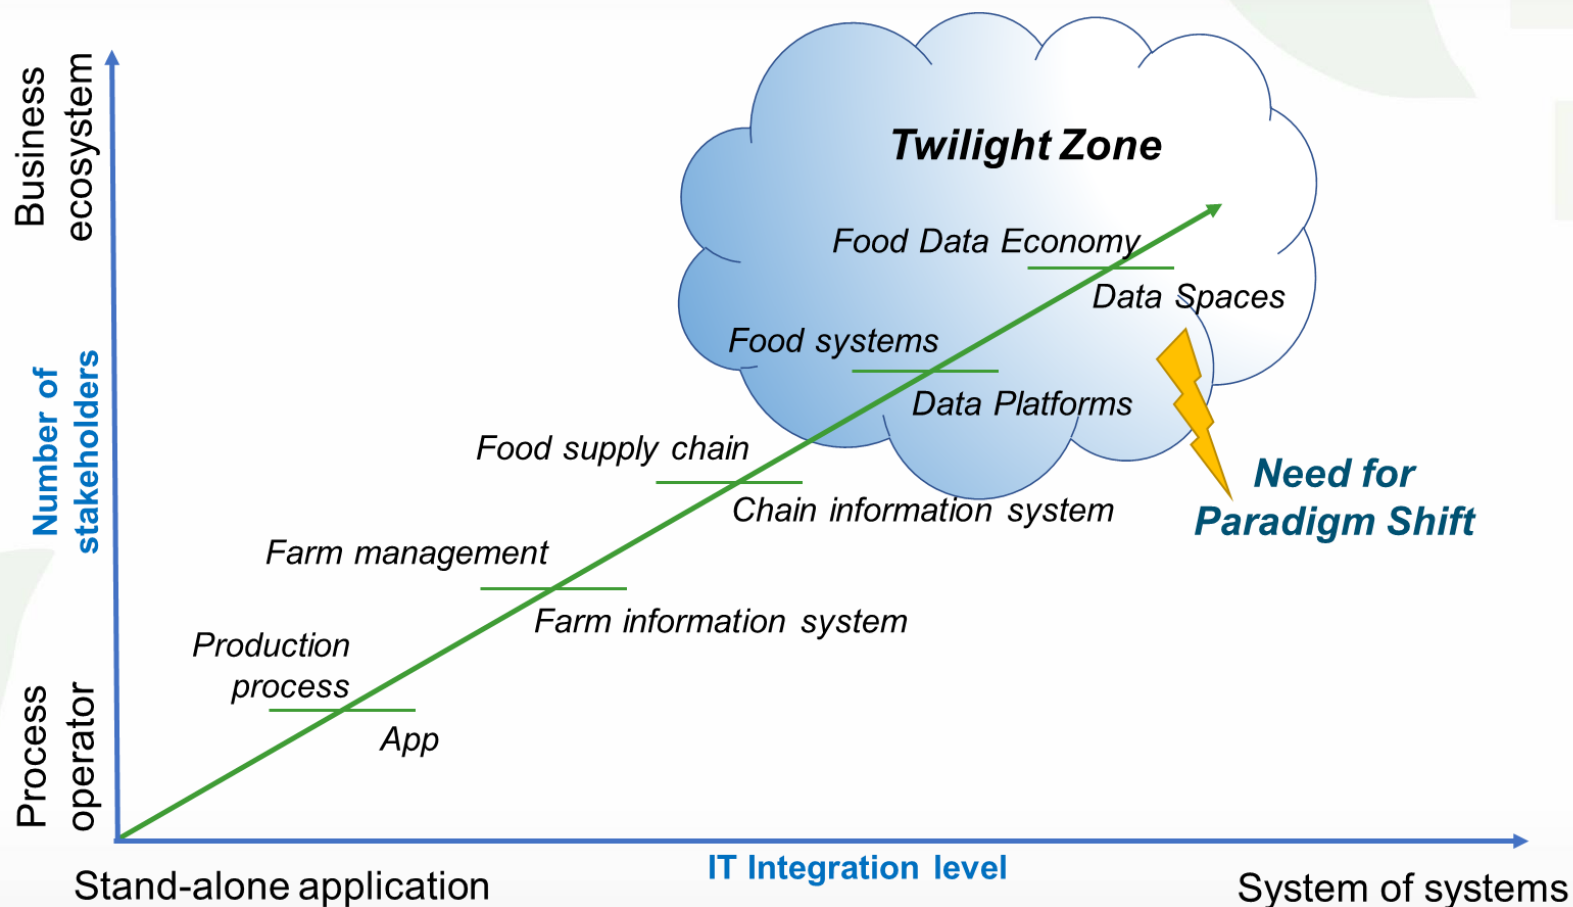 Business
ecosystem
Number of
stakeholders
Process
operator
Twilight Zone
Food Data Economy
Data Spaces
Food systems
Data Platforms
Food supply chain
Chain information system
Need for
Paradigm Shift
Farm management
Farm information system
Production
process
App
Stand-alone application
IT Integration level
System of systems